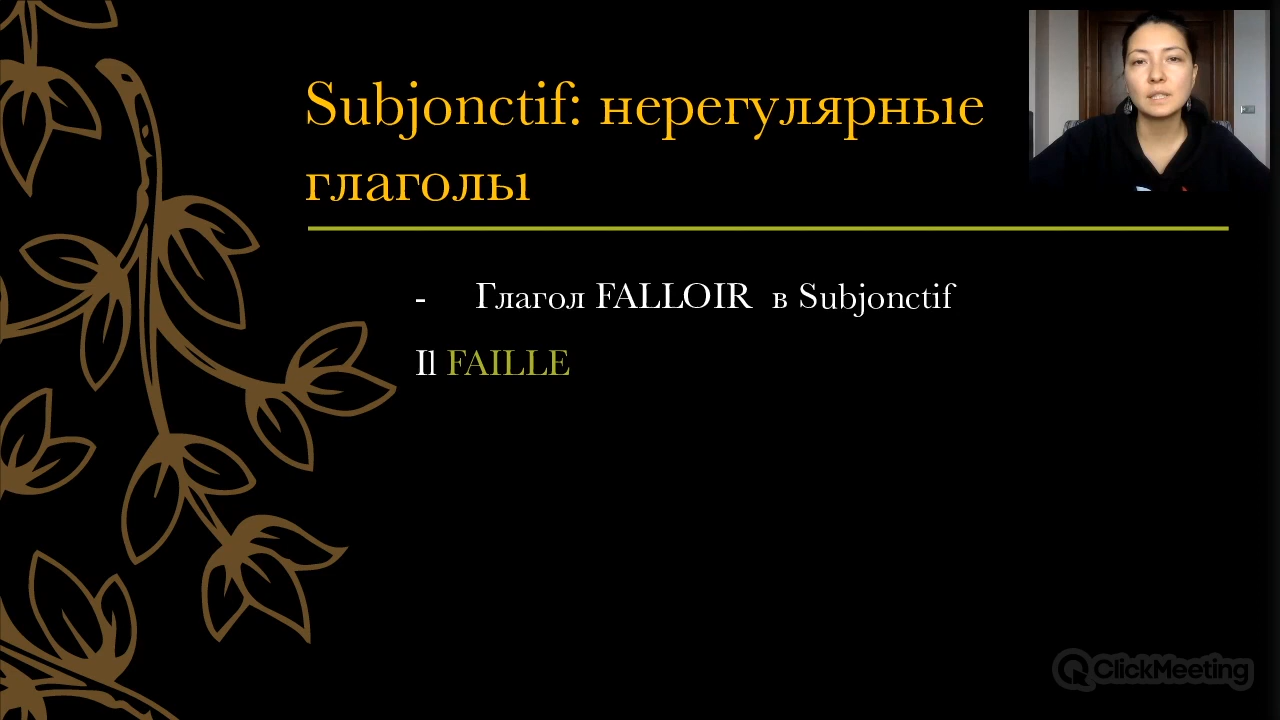 Subjonctif: нерегулярные
глаголы
- Глагол FALLOIR в Subjonctif
Il FAILLE
ClickMeeting